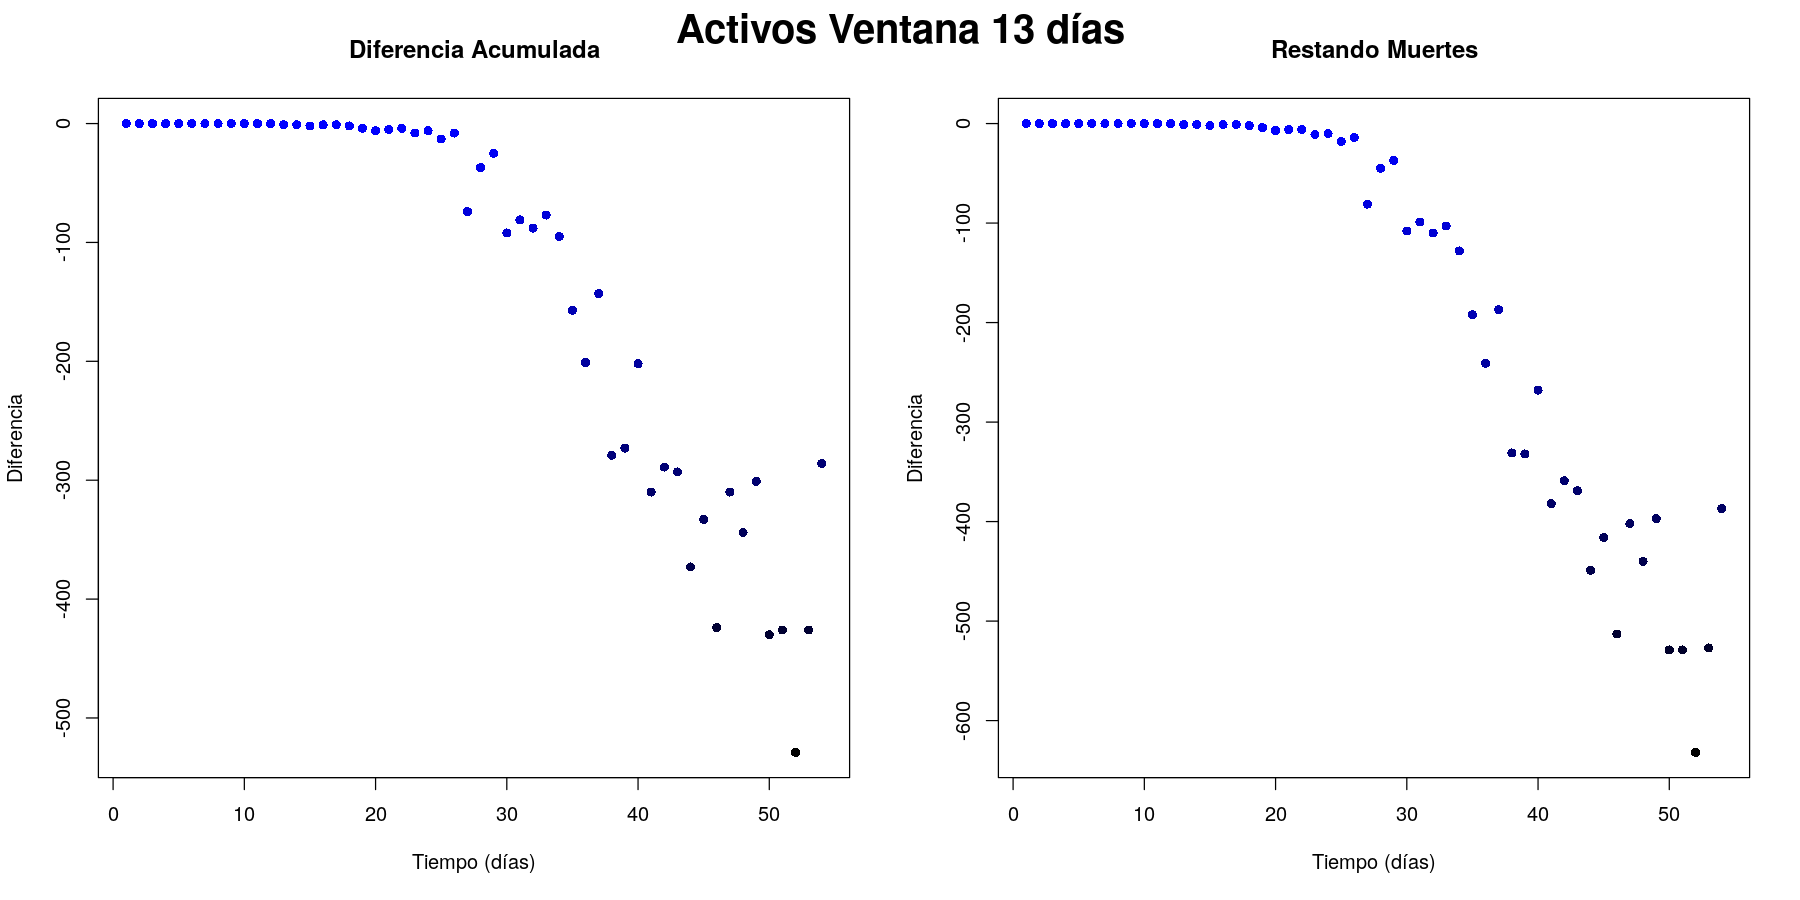 Activos Ventana 13 días
Diferencia Acumulada
0
-100
-200
-300
-400
-500
Diferencia
0 10 20 30 40 50
Tiempo (días)
Restando Muertes
0
-100
-200
-300
-400
-500
-600
Diferencia
0 10 20 30 40 50
Tiempo (días)